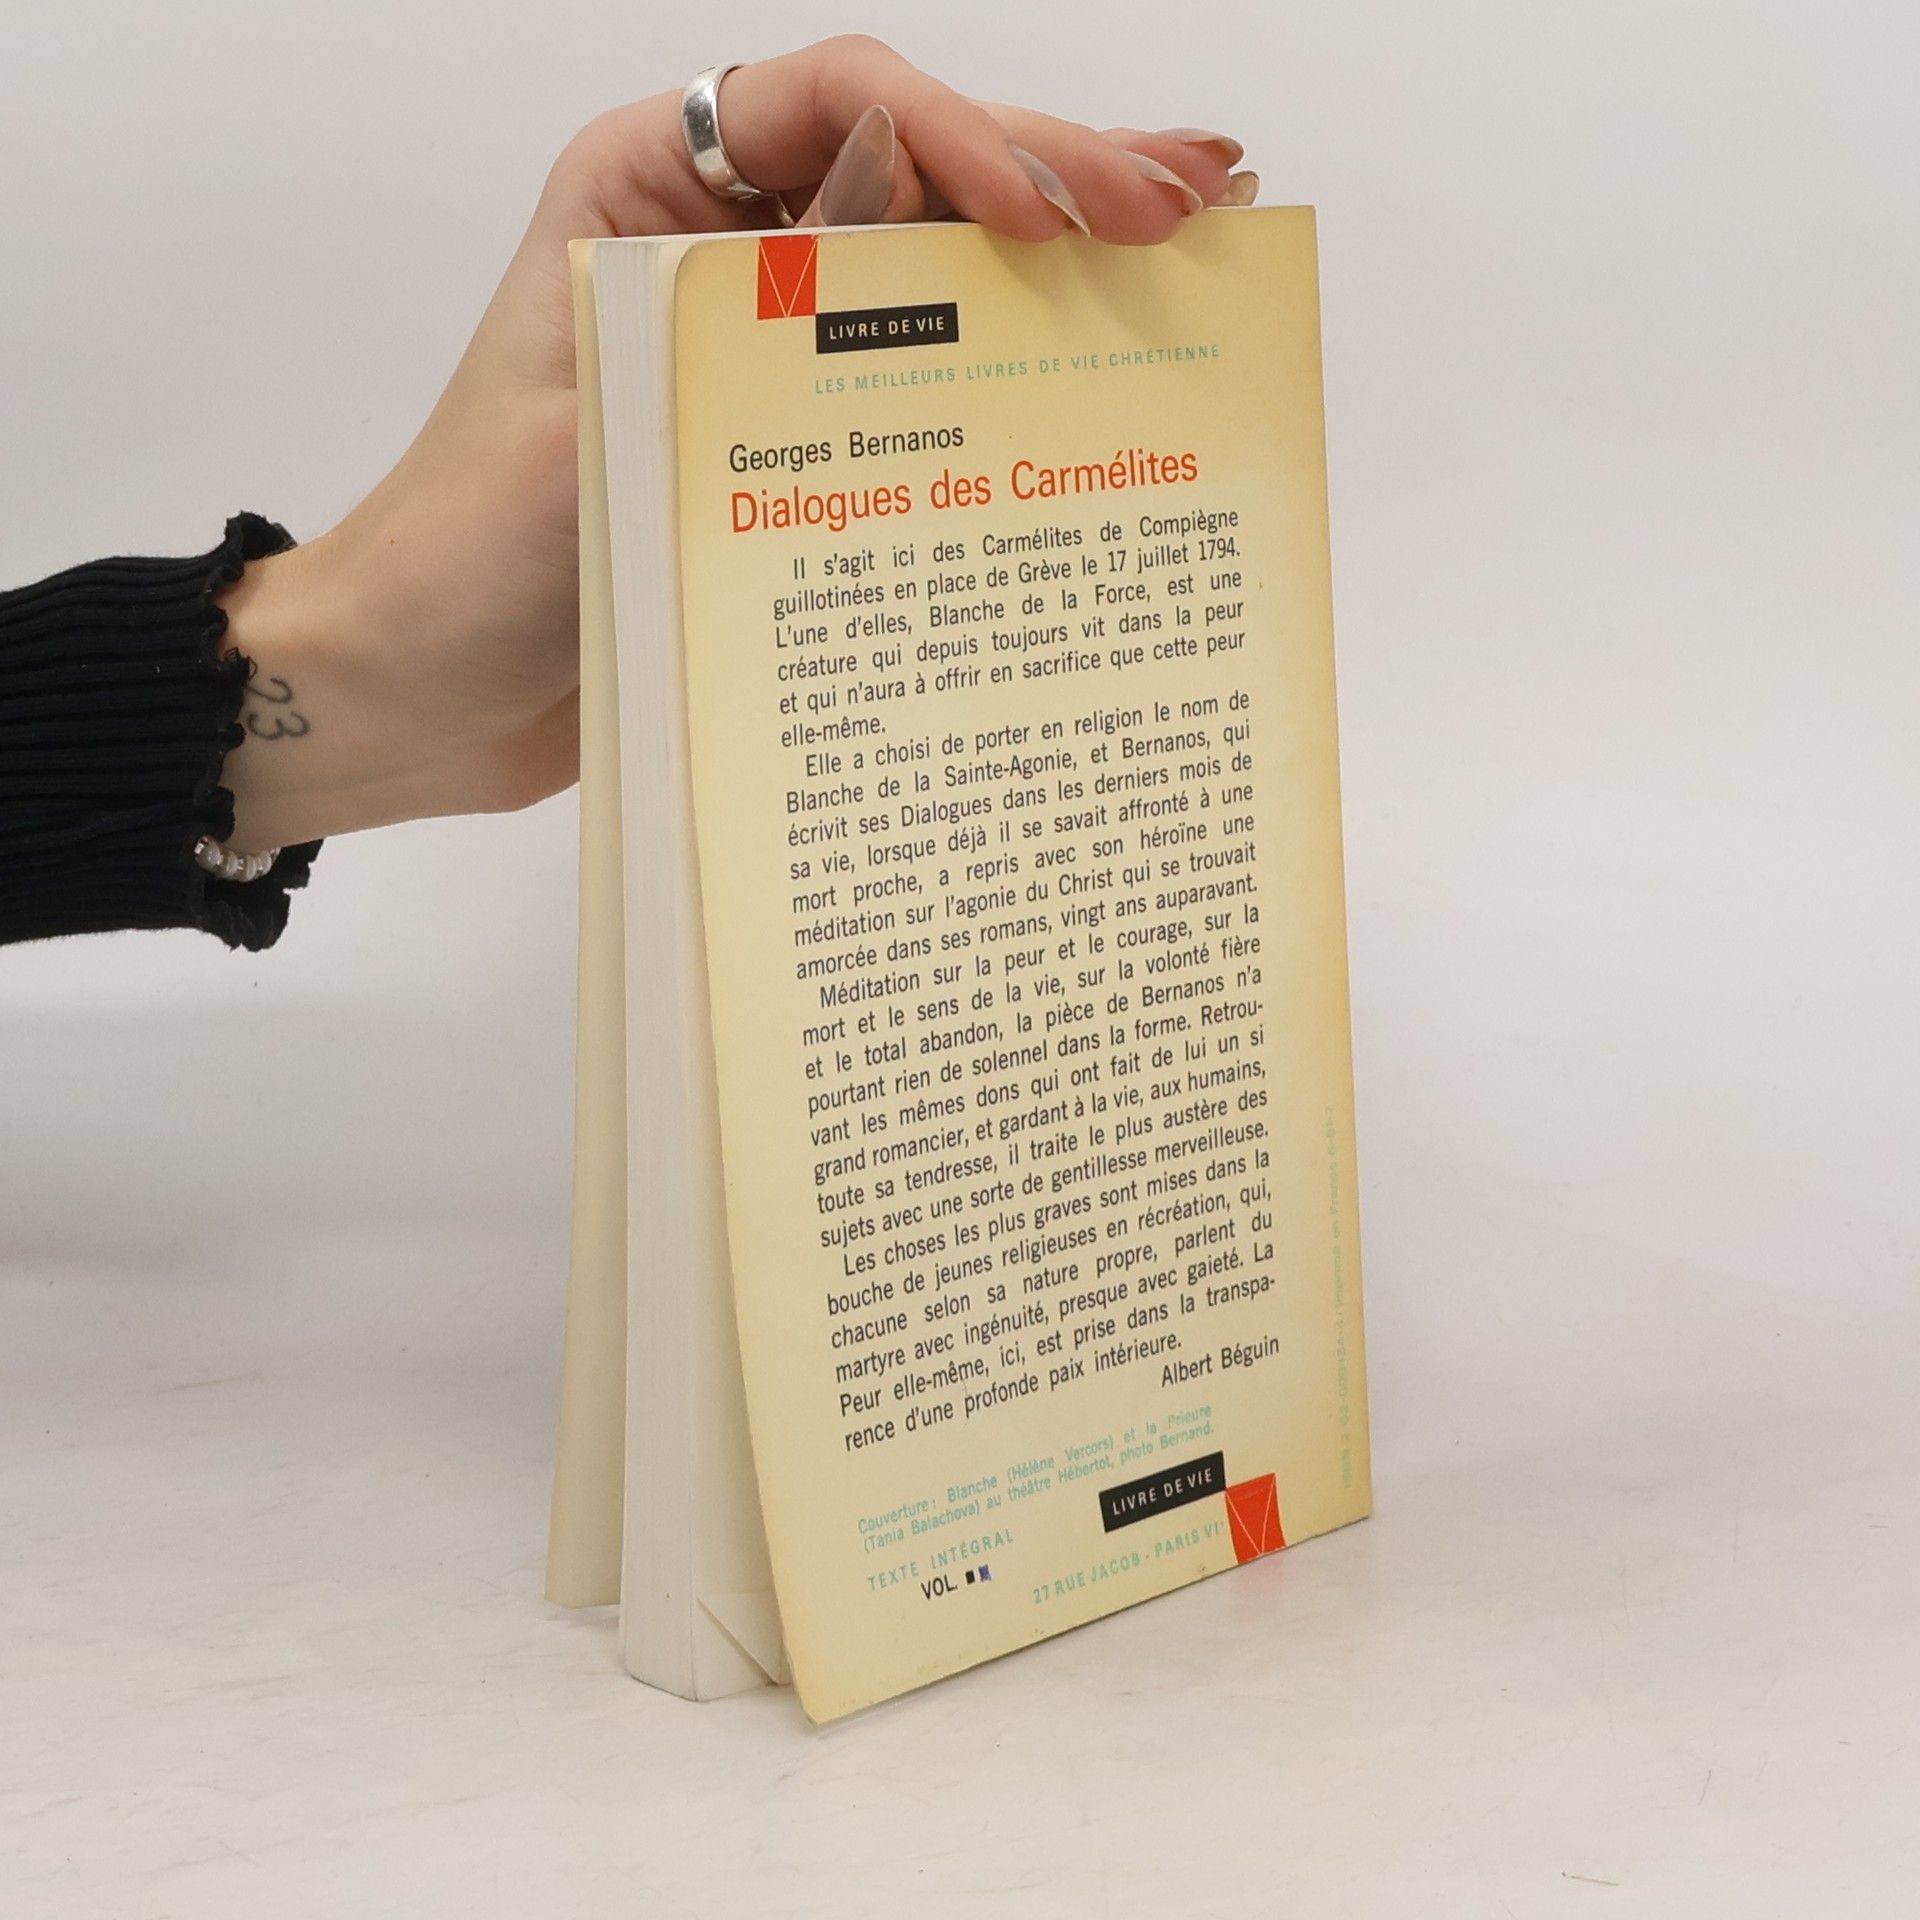 LIVRE DE VIE
LES MEILLEURS LIVRES DE VIE CHRÉTIENNE
Georges Bernanos
Dialogues des Carmélites
Il s'agit ici des Carmélites de Compiègne
guillotinées en place de Grève le 17 juillet 1794.
L'une d'elles, Blanche de la Force, est une
créature qui depuis toujours vit dans la peur
et qui n'aura à offrir en sacrifice que cette peur
elle-même.
Elle a choisi de porter en religion le nom de
Blanche de la Sainte-Agonie, et Bernanos, qui
écrivit ses Dialogues dans les derniers mois de
sa vie, lorsque déjà il se savait affronté à une
mort proche, a repris avec son héroïne une
méditation sur l'agonie du Christ qui se trouvait
amorcée dans ses romans, vingt ans auparavant.
Méditation sur la peur et le courage, sur la
mort et le sens de la vie, sur la volonté fière
et le total abandon, la pièce de Bernanos n'a
pourtant rien de solennel dans la forme. Retrou-
vant les mêmes dons qui ont fait de lui un si
grand romancier, et gardant à la vie, aux humains,
toute sa tendresse, il traite le plus austère des
sujets avec une sorte de gentillesse merveilleuse.
Les choses les plus graves sont mises dans la
bouche de jeunes religieuses en récréation, qui,
chacune selon sa nature propre, parlent du
martyre avec ingénuité, presque avec gaieté. La
Peur elle-même, ici, est prise dans la transpa-
rence d'une profonde paix intérieure.
Albert Béguin
Couverture : Blanche (Hélène Vercors) et la Prieure
(Tania Balachova) au théâtre Hébertot, photo Bernand.
TEXTE INTÉGRAL
VOL.
LIVRE DE VIE
27 RUE JACOB - PARIS VIe
23